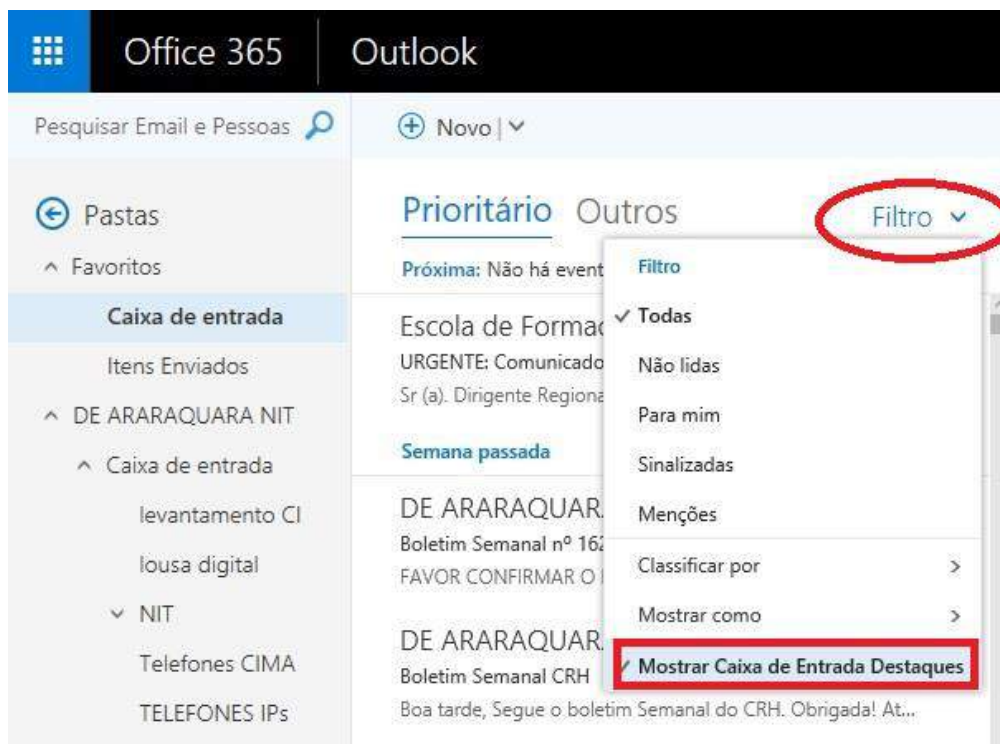 Office 365
Outlook
Pesquisar Email e Pessoas
Novo
Pastas
Favoritos
Caixa de entrada
Itens Enviados
DE ARARAQUARA NIT
Caixa de entrada
levantamento CI
lousa digital
NIT
Telefones CIMA
TELEFONES IPs
Prioritário Outros
Filtro
Próxima: Não há event
Escola de Formaç
URGENTE: Comunicado
Sr (a). Dirigente Regiona
Semana passada
DE ARARAQUAR
Boletim Semanal nº 162
FAVOR CONFIRMAR O
DE ARARAQUAR
Boletim Semanal CRH
Boa tarde, Segue o boletim Semanal do CRH. Obrigada! At...
Filtro
Todas
Não lidas
Para mim
Sinalizadas
Menções
Classificar por
Mostrar como
Mostrar Caixa de Entrada Destaques